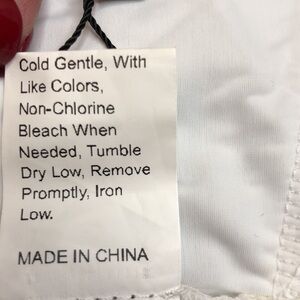 Cold Gentle, With
Like Colors,
Non-Chlorine
Bleach When
Needed, Tumble
Dry Low, Remove
Promptly, Iron
Low.
MADE IN CHINA